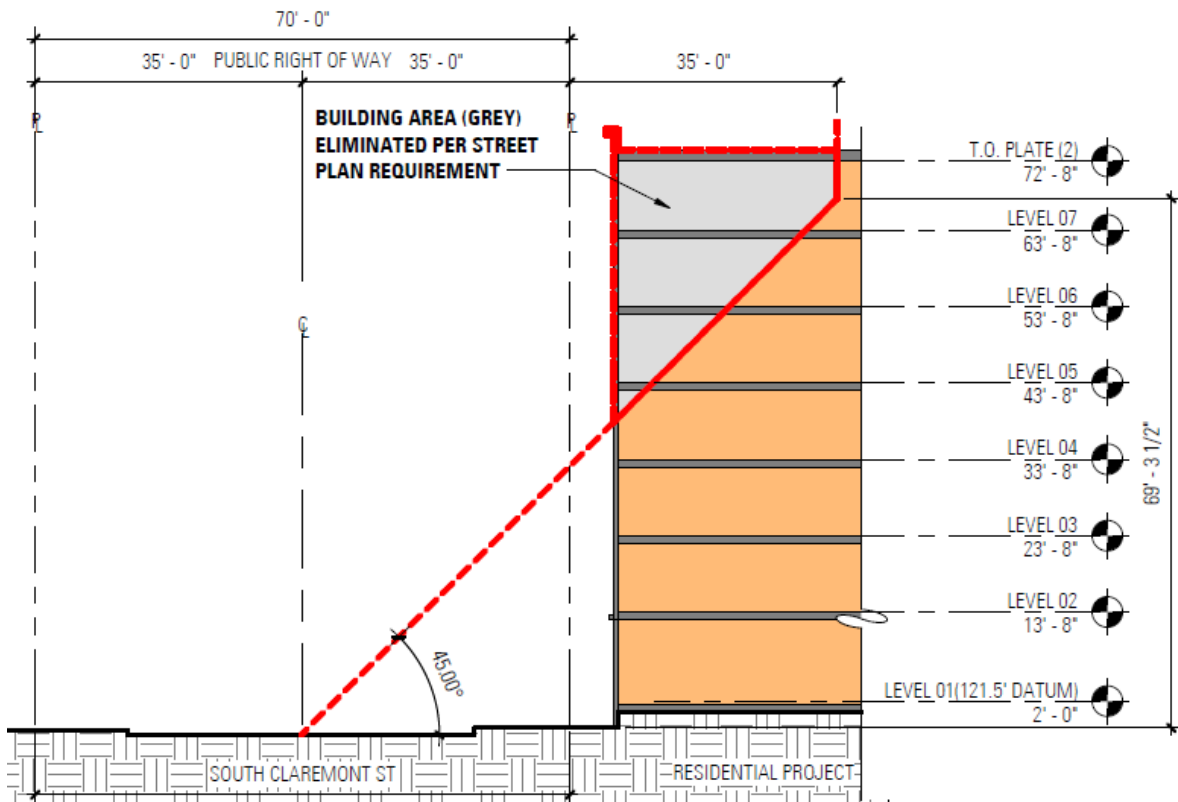 70' - 0"
35' - 0" PUBLIC RIGHT OF WAY 35' - 0"
35' - 0"
PL
PL
BUILDING AREA (GREY)
ELIMINATED PER STREET
PLAN REQUIREMENT
T.O. PLATE (2)
72' - 8"
LEVEL 07
63' - 8"
LEVEL 06
53' - 8"
CL
LEVEL 05
43' - 8"
LEVEL 04
33' - 8"
69' - 3 1/2"
LEVEL 03
23' - 8"
LEVEL 02
13' - 8"
45.00°
LEVEL 01(121.5' DATUM)
2' - 0"
SOUTH CLAREMONT ST
RESIDENTIAL PROJECT